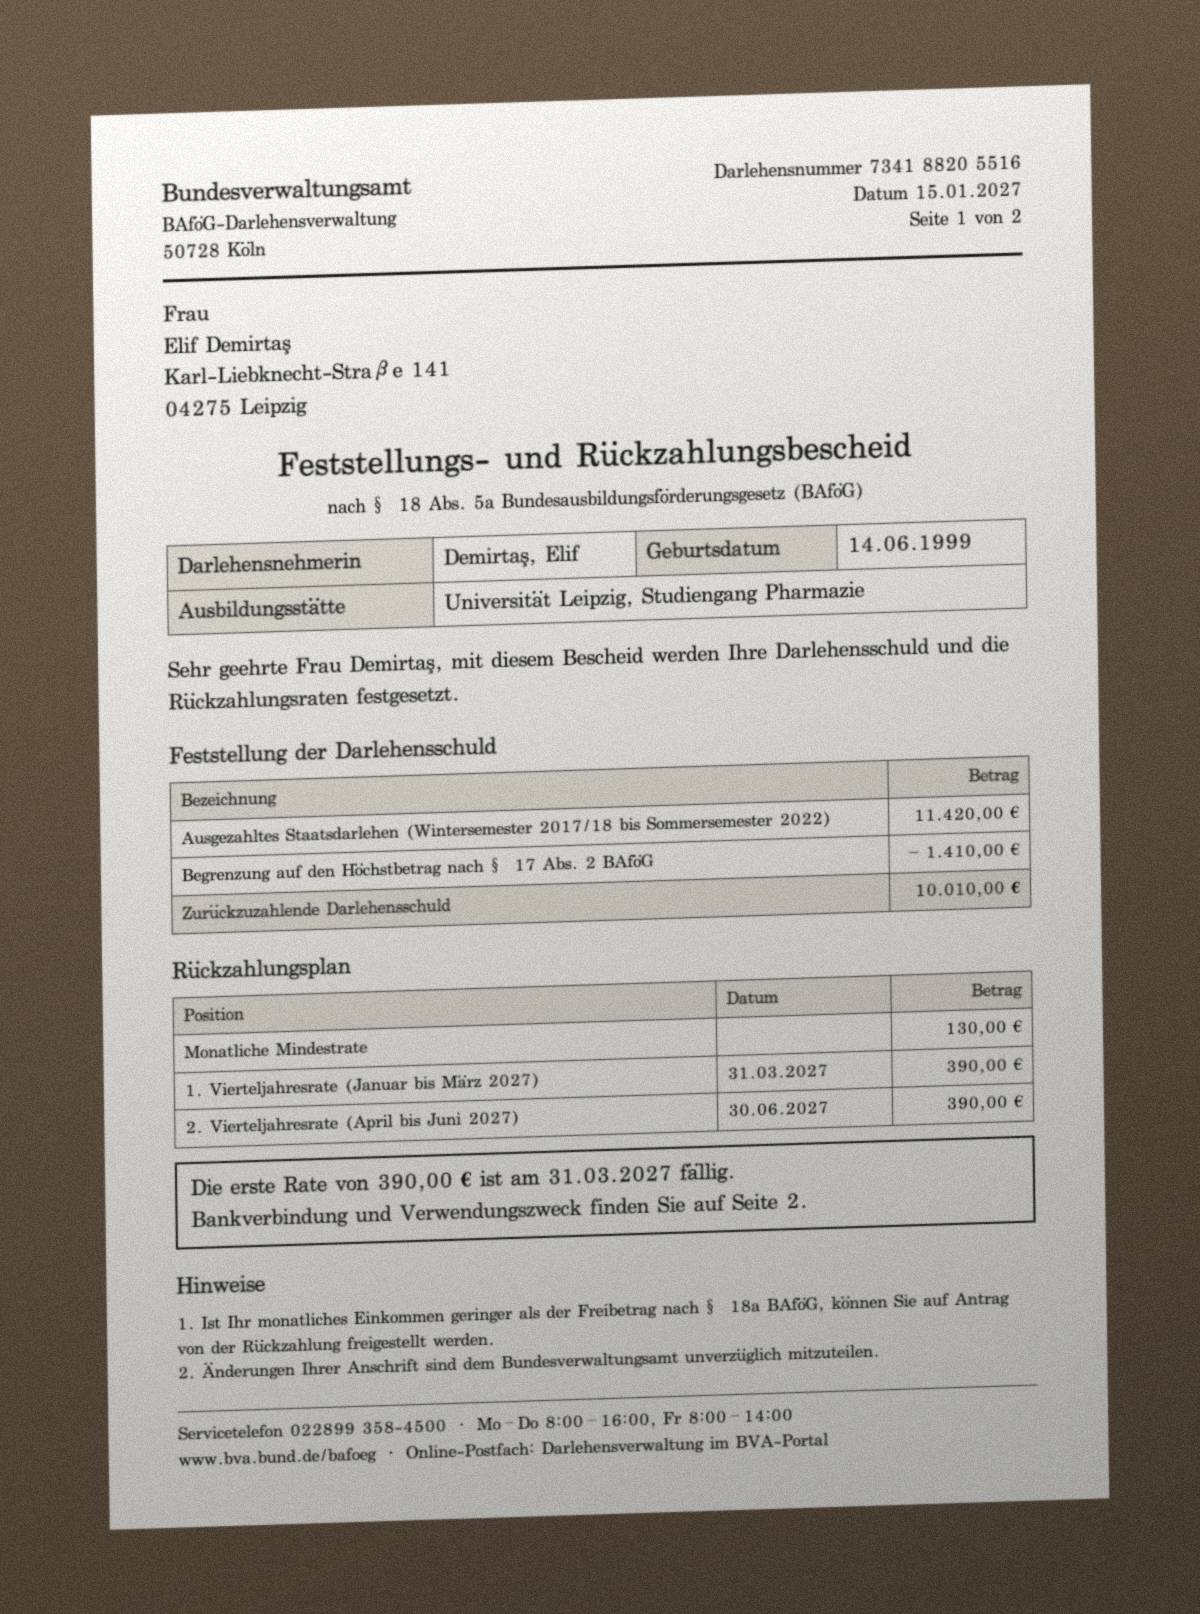 Bundesverwaltungsamt
BAföG-Darlehensverwaltung
50728 Köln
Darlehensnummer 7341 8820 5516
Datum 15.01.2027
Seite 1 von 2
Frau
Elif Demirtaş
Karl-Liebknecht-Straße 141
04275 Leipzig
Feststellungs- und Rückzahlungsbescheid
nach § 18 Abs. 5a Bundesausbildungsförderungsgesetz (BAföG)
Darlehensnehmerin Demirtaş, Elif Geburtsdatum 14.06.1999
Ausbildungsstätte Universität Leipzig, Studiengang Pharmazie
Sehr geehrte Frau Demirtaş, mit diesem Bescheid werden Ihre Darlehensschuld und die
Rückzahlungsraten festgesetzt.
Feststellung der Darlehensschuld
Bezeichnung Betrag
Ausgezahltes Staatsdarlehen (Wintersemester 2017/18 bis Sommersemester 2022) 11.420,00 €
Begrenzung auf den Höchstbetrag nach § 17 Abs. 2 BAföG – 1.410,00 €
Zurückzuzahlende Darlehensschuld 10.010,00 €
Rückzahlungsplan
Position Datum Betrag
Monatliche Mindestrate 130,00 €
1. Vierteljahresrate (Januar bis März 2027) 31.03.2027 390,00 €
2. Vierteljahresrate (April bis Juni 2027) 30.06.2027 390,00 €
Die erste Rate von 390,00 € ist am 31.03.2027 fällig.
Bankverbindung und Verwendungszweck finden Sie auf Seite 2.
Hinweise
1. Ist Ihr monatliches Einkommen geringer als der Freibetrag nach § 18a BAföG, können Sie auf Antrag
von der Rückzahlung freigestellt werden.
2. Änderungen Ihrer Anschrift sind dem Bundesverwaltungsamt unverzüglich mitzuteilen.
Servicetelefon 022899 358-4500 · Mo–Do 8:00–16:00, Fr 8:00–14:00
www.bva.bund.de/bafoeg · Online-Postfach: Darlehensverwaltung im BVA-Portal